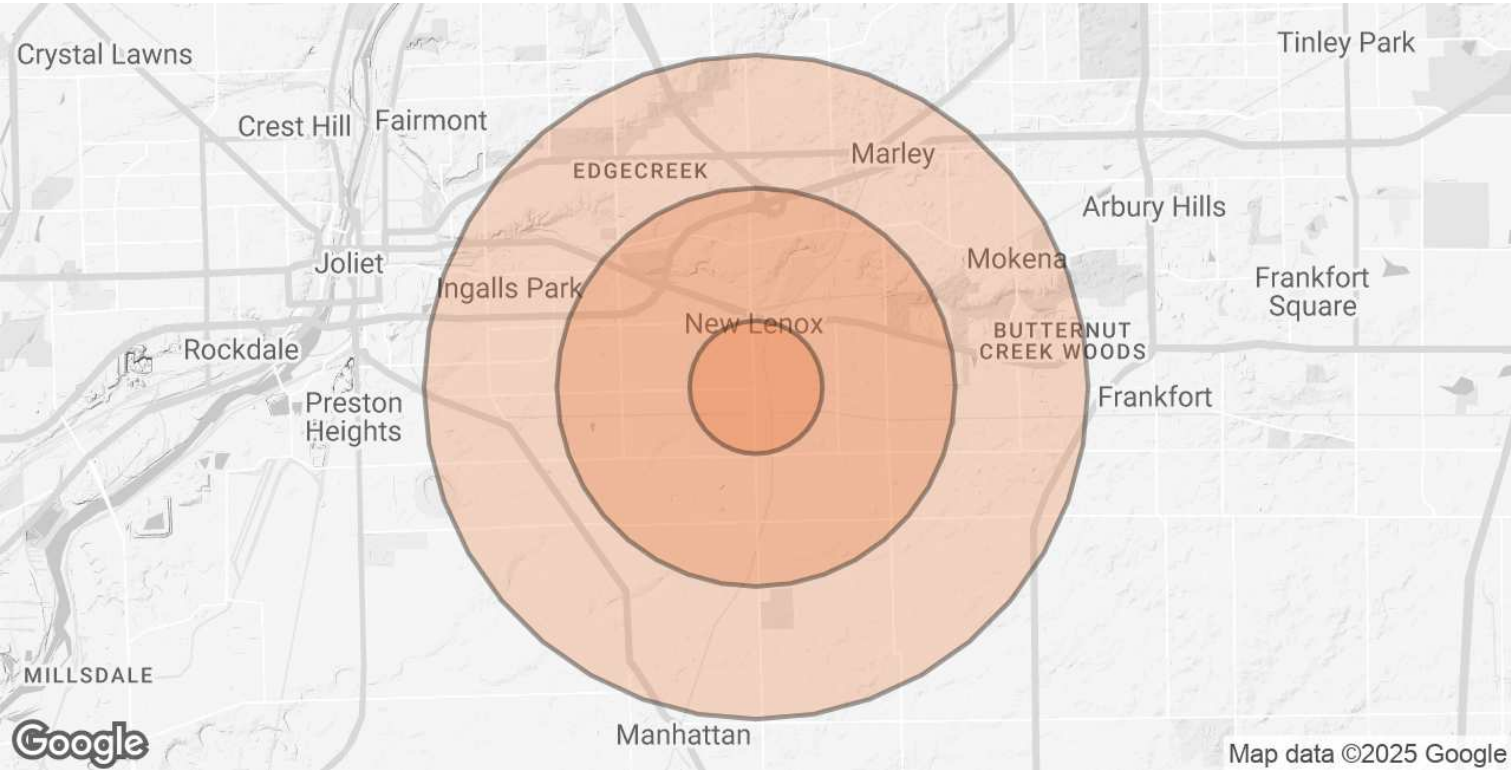 Crystal Lawns
Tinley Park
Crest Hill
Fairmont
Marley
EDGECREEK
Arbury Hills
Joliet
Mokena
Ingalls Park
Frankfort
Square
New Lenox
BUTTERNUT
CREEK WOODS
Rockdale
Preston
Heights
Frankfort
MILLSDALE
Manhattan
Google
Map data ©2025 Google